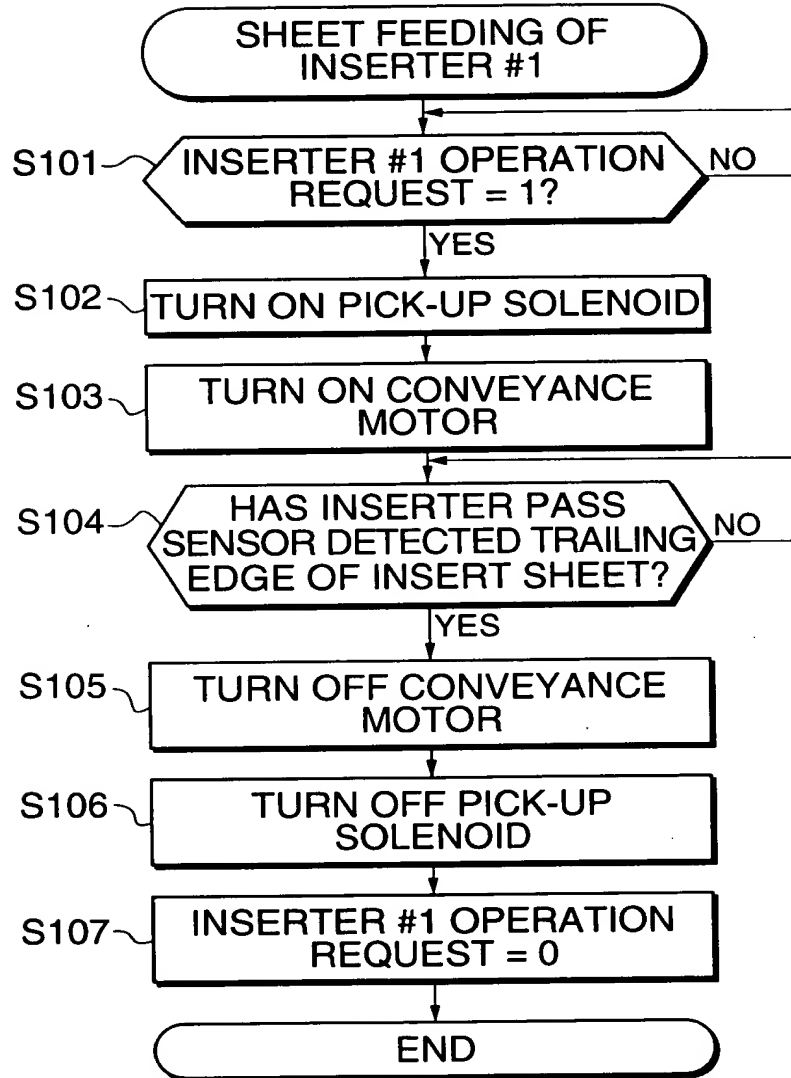 SHEET FEEDING OF
INSERTER #1
S101
INSERTER #1 OPERATION
REQUEST = 1?
NO
YES
S102
TURN ON PICK-UP SOLENOID
S103
TURN ON CONVEYANCE
MOTOR
S104
HAS INSERTER PASS
SENSOR DETECTED TRAILING
EDGE OF INSERT SHEET?
NO
YES
S105
TURN OFF CONVEYANCE
MOTOR
S106
TURN OFF PICK-UP
SOLENOID
S107
INSERTER #1 OPERATION
REQUEST = 0
END